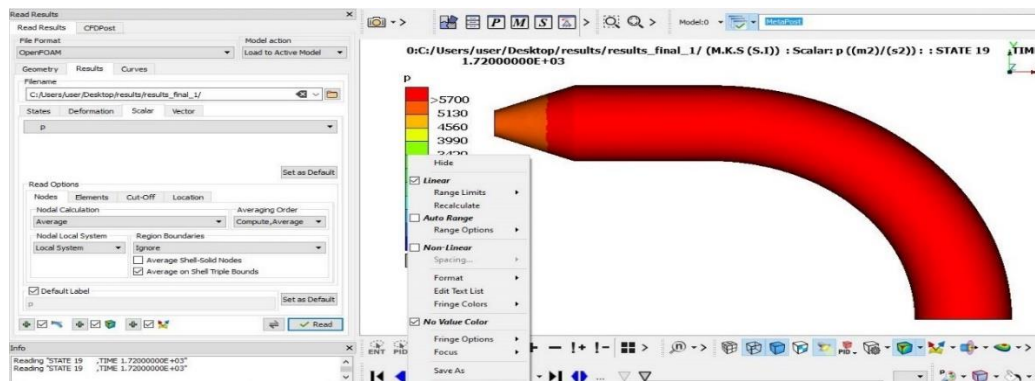 Read Results
Read Results CFDPost
File Format Model action
OpenFOAM Load to Active Model
Geometry Results Curves
Filename
C:/Users/user/Desktop/results/results_final_1/
States Deformation Scalar Vector
p
Set as Default
Read Options
Nodes Elements Cut-Off Location
Nodal Calculation Averaging Order
Average Compute,Average
Nodal Local System Region Boundaries
Local System Ignore
Average Shell-Solid Nodes
Average on Shell Triple Bounds
Default Label
p Set as Default
Read
Info
Reading "STATE 19 ,TIME 1.72000000E+03"
Reading "STATE 19 ,TIME 1.72000000E+03"
P M S Model:0 MetaPost
0:C:/Users/user/Desktop/results/results_final_1/ (M.K.S (S.I)) : Scalar: p ((m2)/(s2)) : : STATE 19 ,TIM
1.72000000E+03
p
>5700
5130
4560
3990
3420
Hide
Linear
Range Limits
Recalculate
Auto Range
Range Options
Non-Linear
Spacing...
Format
Edit Text List
Fringe Colors
No Value Color
Fringe Options
Focus
Save As
ENT PID
PID